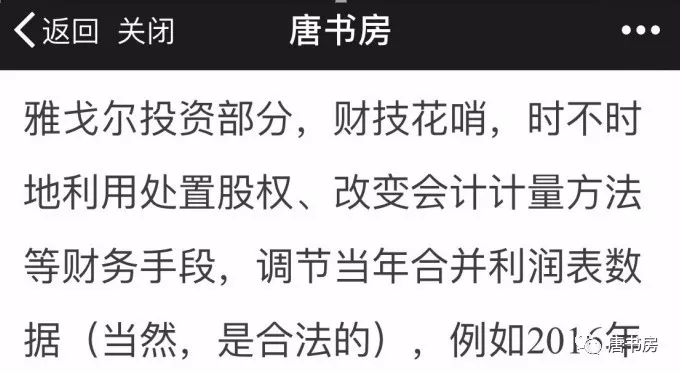 返回 关闭 唐书房
雅戈尔投资部分，财技花哨，时不时
地利用处置股权、改变会计计量方法
等财务手段，调节当年合并利润表数
据（当然，是合法的），例如2016年
唐书房